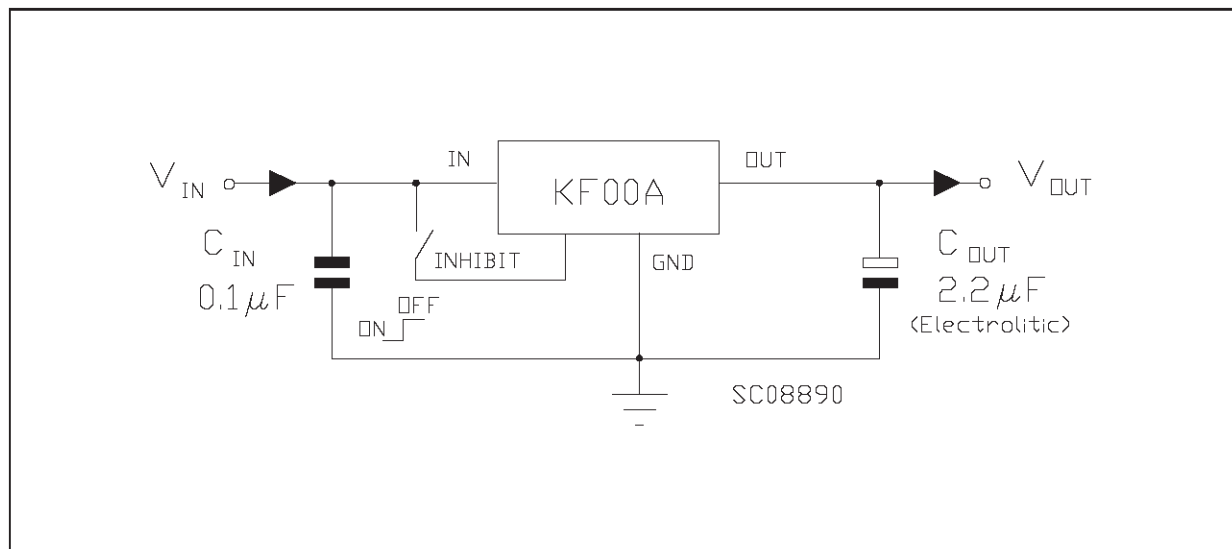 IN
OUT
V IN
KF00A
V OUT
C IN
0.1μF
INHIBIT
GND
C OUT
2.2μF
(Electrolitic)
OFF
ON
SC08890